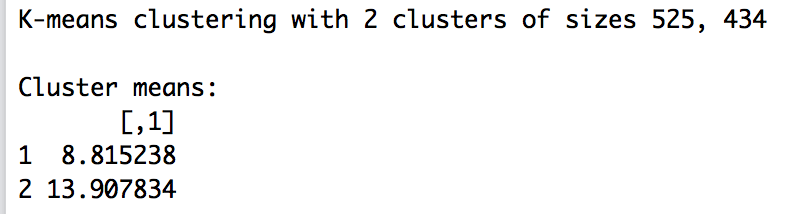 K-means clustering with 2 clusters of sizes 525, 434
Cluster means:
[,1]
1 8.815238
2 13.907834